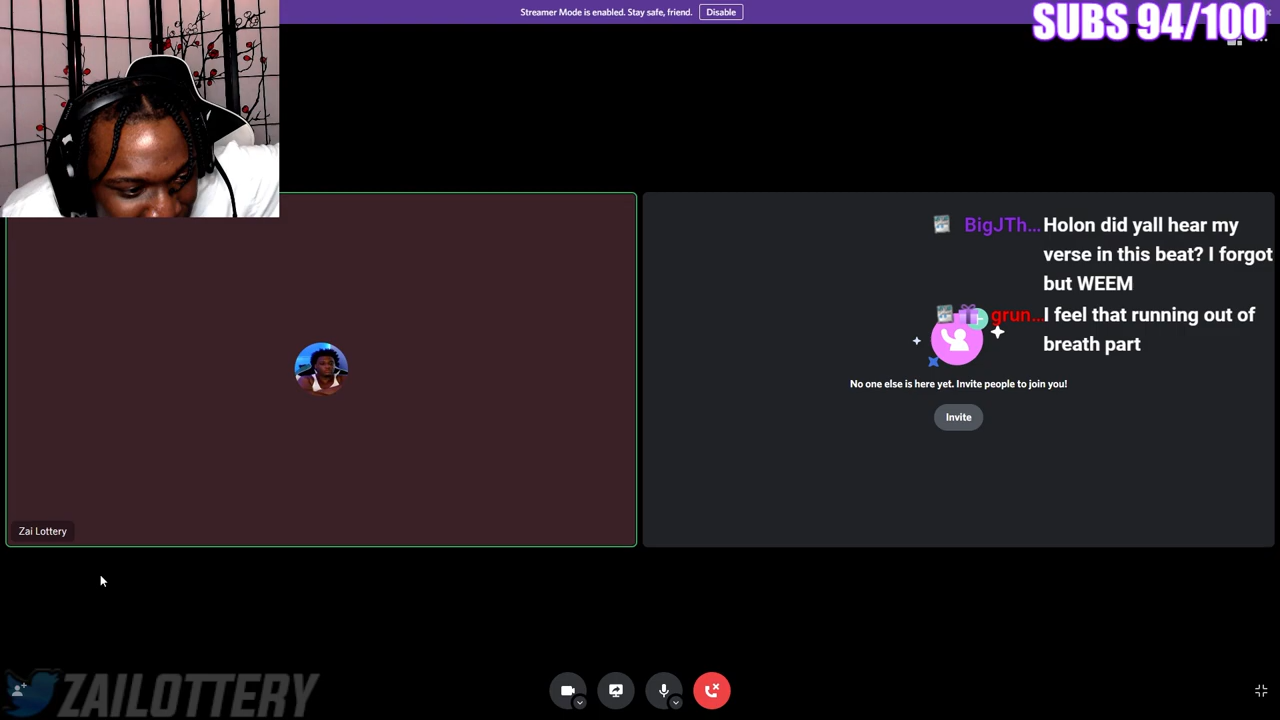 Streamer Mode is enabled. Stay safe, friend. Disable
SUBS 94/100
BigJTh... Holon did yall hear my
verse in this beat? I forgot
but WEEM
grun... I feel that running out of
breath part
No one else is here yet. Invite people to join you!
Invite
Zai Lottery
ZAILOTTERY